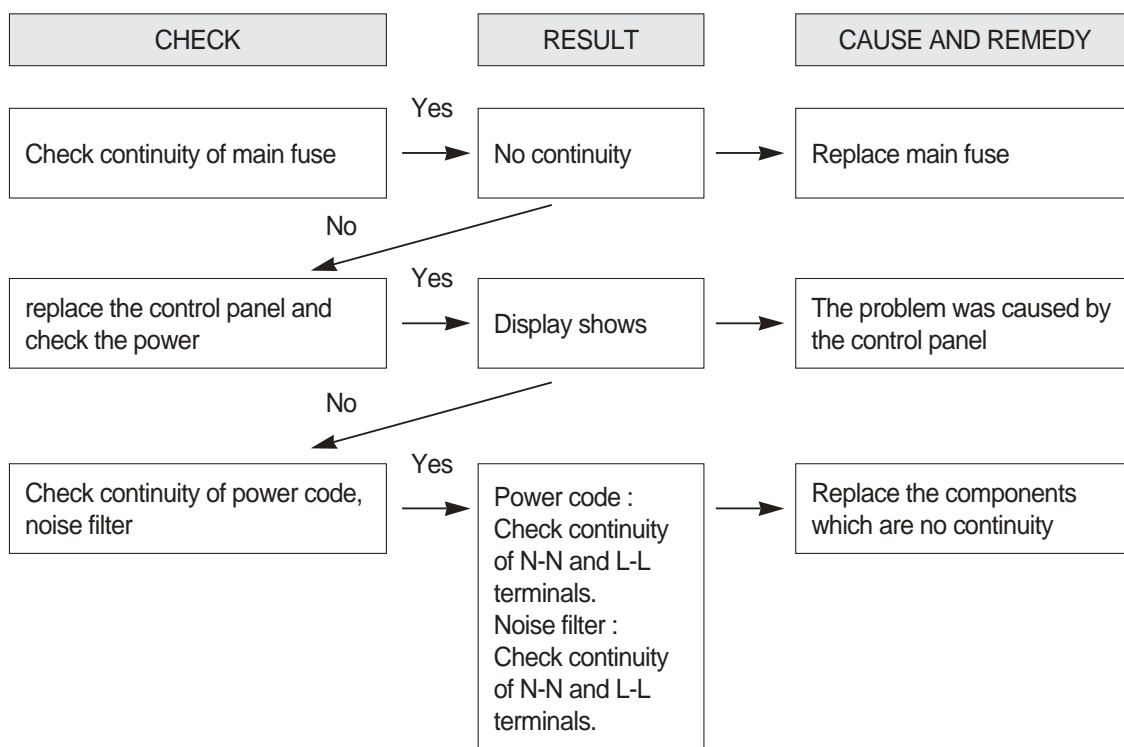 CHECK
RESULT
CAUSE AND REMEDY
Yes
Check continuity of main fuse
No continuity
Replace main fuse
No
Yes
replace the control panel and
check the power
Display shows
The problem was caused by
the control panel
No
Yes
Check continuity of power code,
noise filter
Power code :
Check continuity
of N-N and L-L
terminals.
Noise filter :
Check continuity
of N-N and L-L
terminals.
Replace the components
which are no continuity